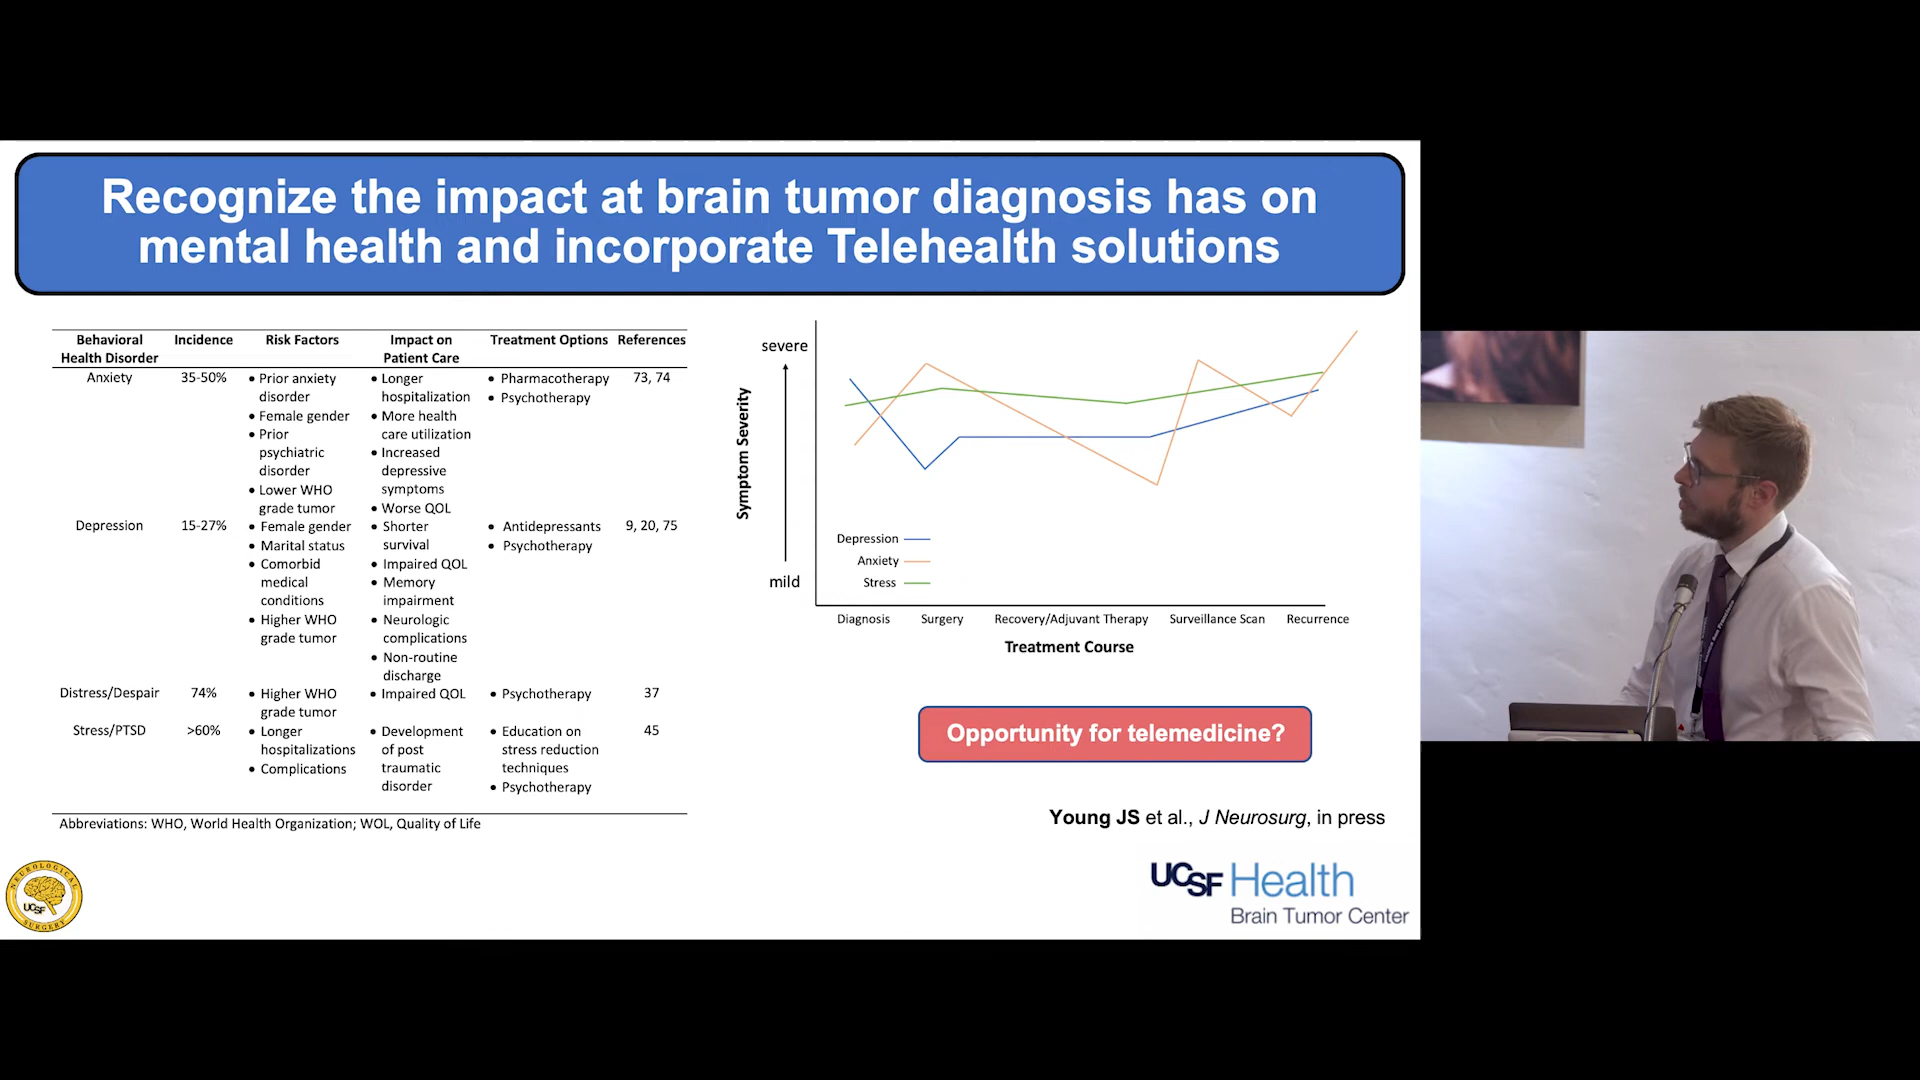 Recognize the impact at brain tumor diagnosis has on
mental health and incorporate Telehealth solutions
Behavioral Health Disorder
Incidence
Risk Factors
Impact on Patient Care
Treatment Options
References
Anxiety
35-50%
• Prior anxiety disorder
• Female gender
• Prior psychiatric disorder
• Lower WHO grade tumor
• Longer hospitalization
• More health care utilization
• Increased depressive symptoms
• Worse QOL
• Pharmacotherapy
• Psychotherapy
73, 74
Depression
15-27%
• Female gender
• Marital status
• Comorbid medical conditions
• Higher WHO grade tumor
• Shorter survival
• Impaired QOL
• Memory impairment
• Neurologic complications
• Non-routine discharge
• Antidepressants
• Psychotherapy
9, 20, 75
Distress/Despair
74%
• Higher WHO grade tumor
• Impaired QOL
• Psychotherapy
37
Stress/PTSD
>60%
• Longer hospitalizations
• Complications
• Development of post traumatic disorder
• Education on stress reduction techniques
• Psychotherapy
45
Abbreviations: WHO, World Health Organization; WOL, Quality of Life
severe
Symptom Severity
mild
Depression
Anxiety
Stress
Diagnosis
Surgery
Recovery/Adjuvant Therapy
Surveillance Scan
Recurrence
Treatment Course
Opportunity for telemedicine?
Young JS et al., J Neurosurg, in press
NEUROLOGICAL
UCSF
SURGERY
UCSF Health
Brain Tumor Center